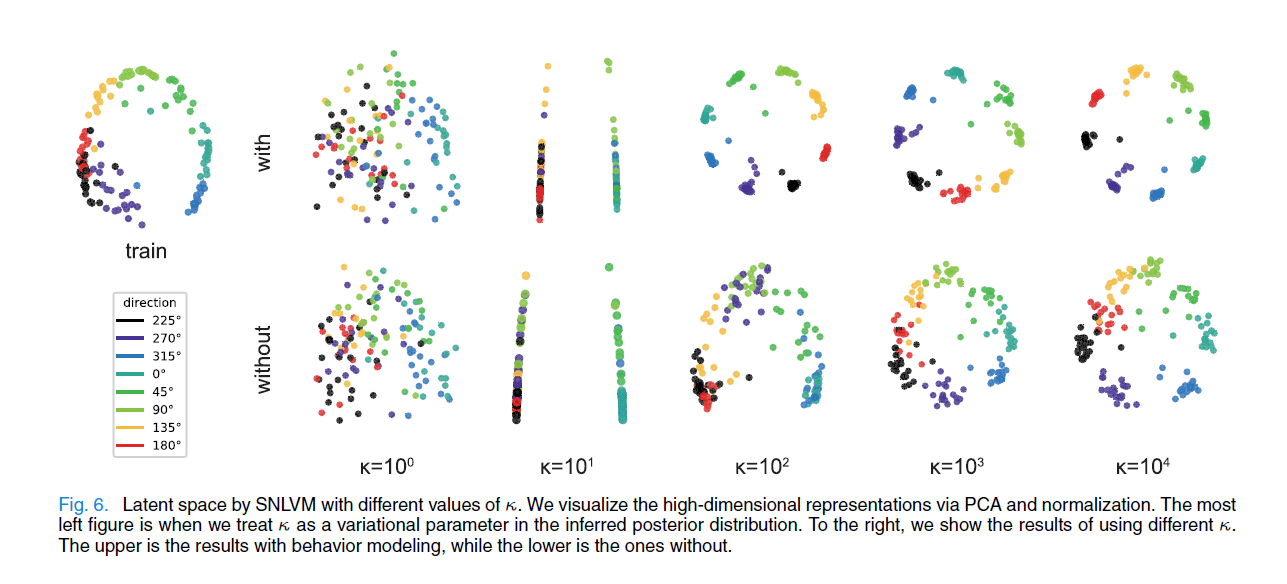 with
train
direction
225°
270°
315°
0°
45°
90°
135°
180°
without
κ=10⁰
κ=10¹
κ=10²
κ=10³
κ=10⁴
Fig. 6. Latent space by SNLVM with different values of κ. We visualize the high-dimensional representations via PCA and normalization. The most
left figure is when we treat κ as a variational parameter in the inferred posterior distribution. To the right, we show the results of using different κ.
The upper is the results with behavior modeling, while the lower is the ones without.